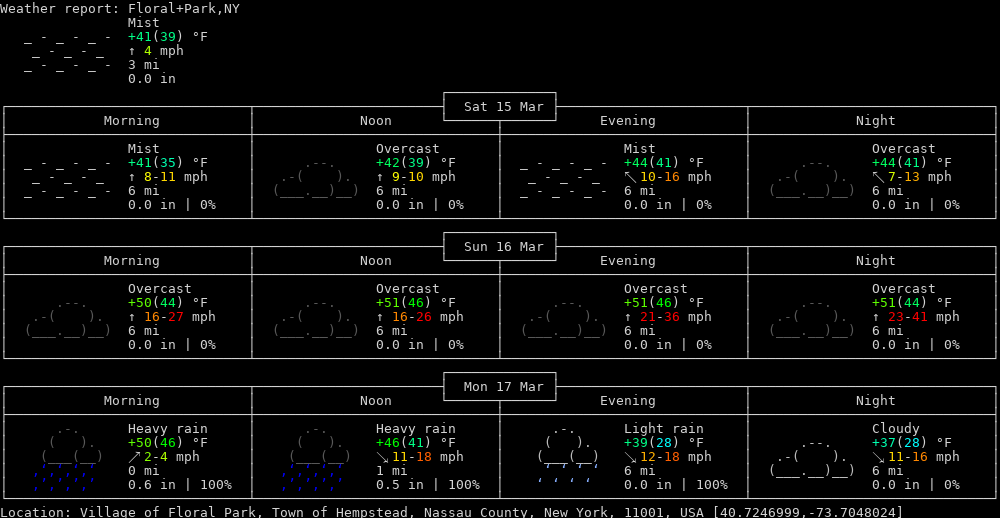 Weather report: Floral+Park,NY
Mist
+41(39) °F
↑ 4 mph
3 mi
0.0 in
Sat 15 Mar
Morning Noon Evening Night
Mist Overcast Mist Overcast
+41(35) °F +42(39) °F +44(41) °F +44(41) °F
↑ 8-11 mph ↑ 9-10 mph ↖ 10-16 mph ↖ 7-13 mph
6 mi 6 mi 6 mi 6 mi
0.0 in | 0% 0.0 in | 0% 0.0 in | 0% 0.0 in | 0%
Sun 16 Mar
Morning Noon Evening Night
Overcast Overcast Overcast Overcast
+50(44) °F +51(46) °F +51(46) °F +51(44) °F
↑ 16-27 mph ↑ 16-26 mph ↑ 21-36 mph ↑ 23-41 mph
6 mi 6 mi 6 mi 6 mi
0.0 in | 0% 0.0 in | 0% 0.0 in | 0% 0.0 in | 0%
Mon 17 Mar
Morning Noon Evening Night
Heavy rain Heavy rain Light rain Cloudy
+50(46) °F +46(41) °F +39(28) °F +37(28) °F
↗ 2-4 mph ↘ 11-18 mph ↘ 12-18 mph ↘ 11-16 mph
0 mi 1 mi 6 mi 6 mi
0.6 in | 100% 0.5 in | 100% 0.0 in | 100% 0.0 in | 0%
Location: Village of Floral Park, Town of Hempstead, Nassau County, New York, 11001, USA [40.7246999,-73.7048024]